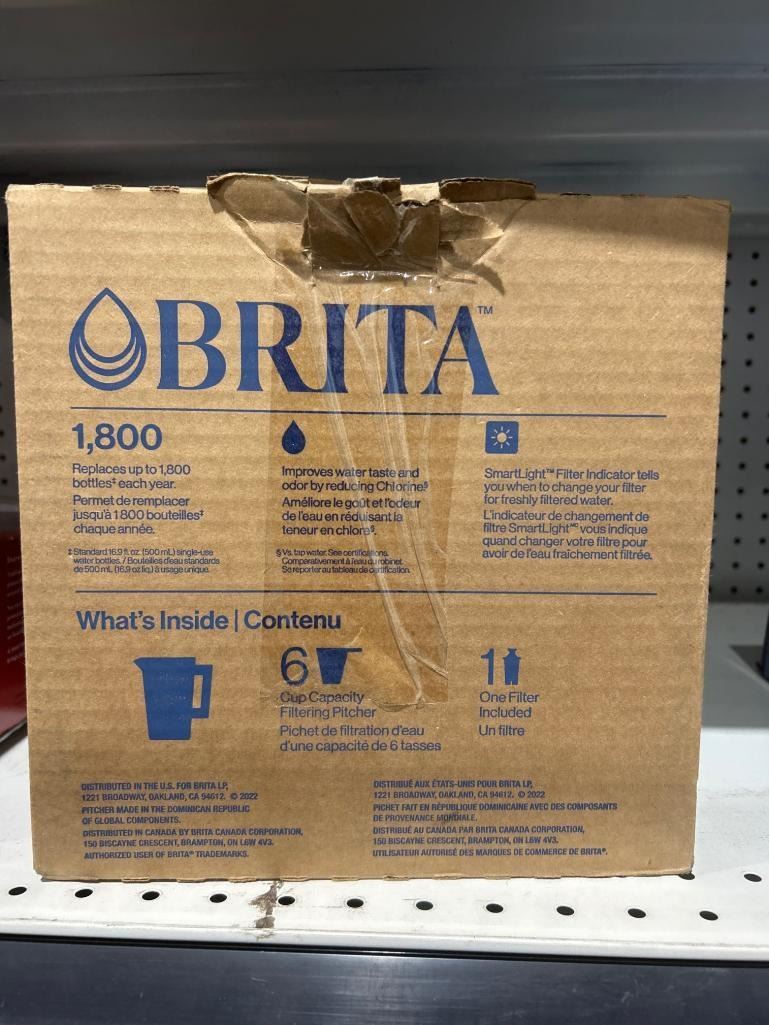 BRITA™
1,800
Replaces up to 1,800
bottles‡ each year.
Permet de remplacer
jusqu'à 1 800 bouteilles‡
chaque année.
‡ Standard 16.9 fl. oz. (500 mL) single-use
water bottles. / Bouteilles d'eau standards
de 500 mL (16,9 oz liq.) à usage unique.
Improves water taste and
odor by reducing Chlorine.§
Améliore le goût et l'odeur
de l'eau en réduisant la
teneur en chlore§.
§ Vs. tap water. See certifications.
Comparativement à l'eau du robinet.
Se reporter au tableau de certification.
SmartLight™ Filter Indicator tells
you when to change your filter
for freshly filtered water.
L'indicateur de changement de
filtre SmartLight MC vous indique
quand changer votre filtre pour
avoir de l'eau fraîchement filtrée.
What's Inside | Contenu
6
Cup Capacity
Filtering Pitcher
Pichet de filtration d'eau
d'une capacité de 6 tasses
1
One Filter
Included
Un filtre
DISTRIBUTED IN THE U.S. FOR BRITA LP,
1221 BROADWAY, OAKLAND, CA 94612. © 2022
PITCHER MADE IN THE DOMINICAN REPUBLIC
OF GLOBAL COMPONENTS.
DISTRIBUTED IN CANADA BY BRITA CANADA CORPORATION,
150 BISCAYNE CRESCENT, BRAMPTON, ON L6W 4V3.
AUTHORIZED USER OF BRITA® TRADEMARKS.
DISTRIBUÉ AUX ÉTATS-UNIS POUR BRITA LP,
1221 BROADWAY, OAKLAND, CA 94612. © 2022
PICHET FAIT EN RÉPUBLIQUE DOMINICAINE AVEC DES COMPOSANTS
DE PROVENANCE MONDIALE.
DISTRIBUÉ AU CANADA PAR BRITA CANADA CORPORATION,
150 BISCAYNE CRESCENT, BRAMPTON, ON L6W 4V3.
UTILISATEUR AUTORISÉ DES MARQUES DE COMMERCE DE BRITA®.